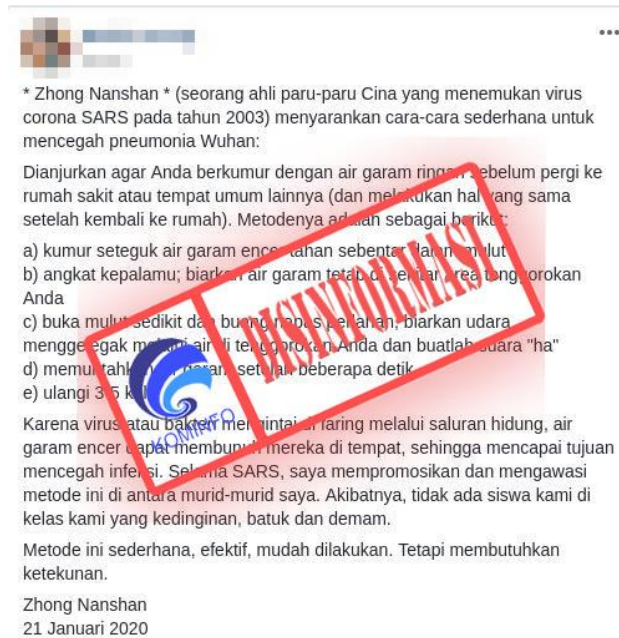 * Zhong Nanshan * (seorang ahli paru-paru Cina yang menemukan virus
corona SARS pada tahun 2003) menyarankan cara-cara sederhana untuk
mencegah pneumonia Wuhan:
Dianjurkan agar Anda berkumur dengan air garam ringan sebelum pergi ke
rumah sakit atau tempat umum lainnya (dan melakukan hal yang sama
setelah kembali ke rumah). Metodenya adalah sebagai berikut:
a) kumur seteguk air garam encer, tahan sebentar dalam mulut
b) angkat kepalamu; biarkan air garam tetap di sekitar area tenggorokan
Anda
c) buka mulut sedikit dan buang napas perlahan, biarkan udara
menggelegak melalui air di tenggorokan Anda dan buatlah suara "ha"
d) memuntahkan air garam setelah beberapa detik
e) ulangi 3-5 kali
Karena virus atau bakteri mengintai di faring melalui saluran hidung, air
garam encer dapat membunuh mereka di tempat, sehingga mencapai tujuan
mencegah infeksi. Selama SARS, saya mempromosikan dan mengawasi
metode ini di antara murid-murid saya. Akibatnya, tidak ada siswa kami di
kelas kami yang kedinginan, batuk dan demam.
Metode ini sederhana, efektif, mudah dilakukan. Tetapi membutuhkan
ketekunan.
Zhong Nanshan
21 Januari 2020
KOMINFO
DISINFORMASI